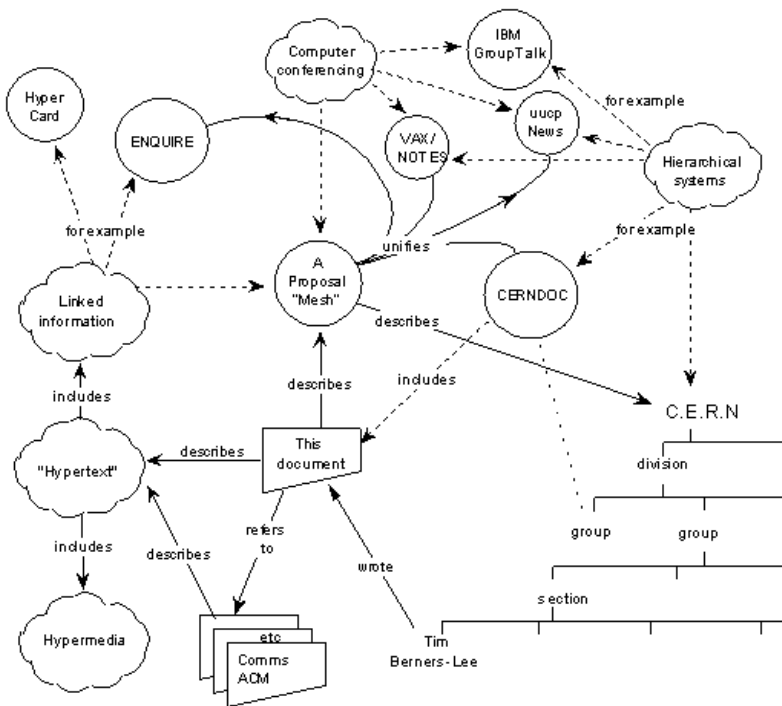 IBM
GroupTalk
Computer
conferencing
Hyper
Card
for example
uucp
News
ENQUIRE
VAX/
NOTES
Hierarchical
systems
for example
unifies
for example
A
Proposal
"Mesh"
CERNDOC
Linked
information
describes
describes
includes
includes
C.E.R.N
This
document
describes
division
"Hypertext"
refers
to
group
group
includes
describes
wrote
section
Hypermedia
etc
Tim
Berners-Lee
Comms
ACM